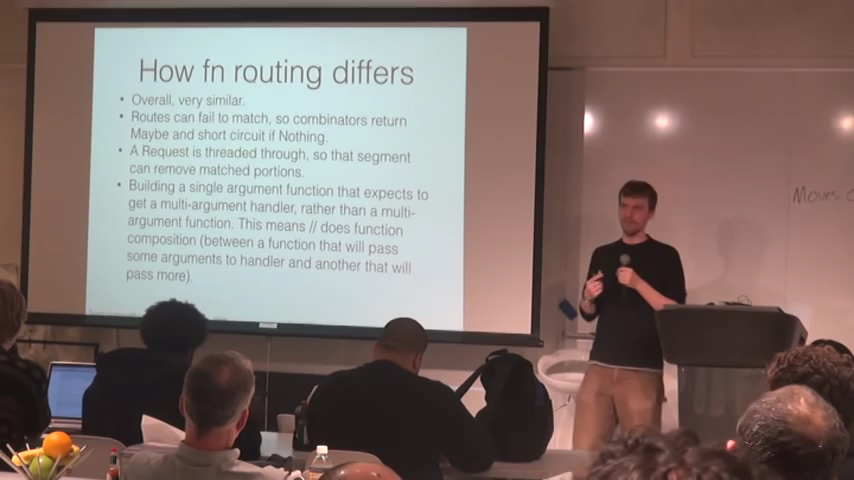 How fn routing differs
• Overall, very similar.
• Routes can fail to match, so combinators return
Maybe and short circuit if Nothing.
• A Request is threaded through, so that segment
can remove matched portions.
• Building a single argument function that expects to
get a multi-argument handler, rather than a multi-
argument function. This means // does function
composition (between a function that will pass
some arguments to handler and another that will
pass more).
Moves